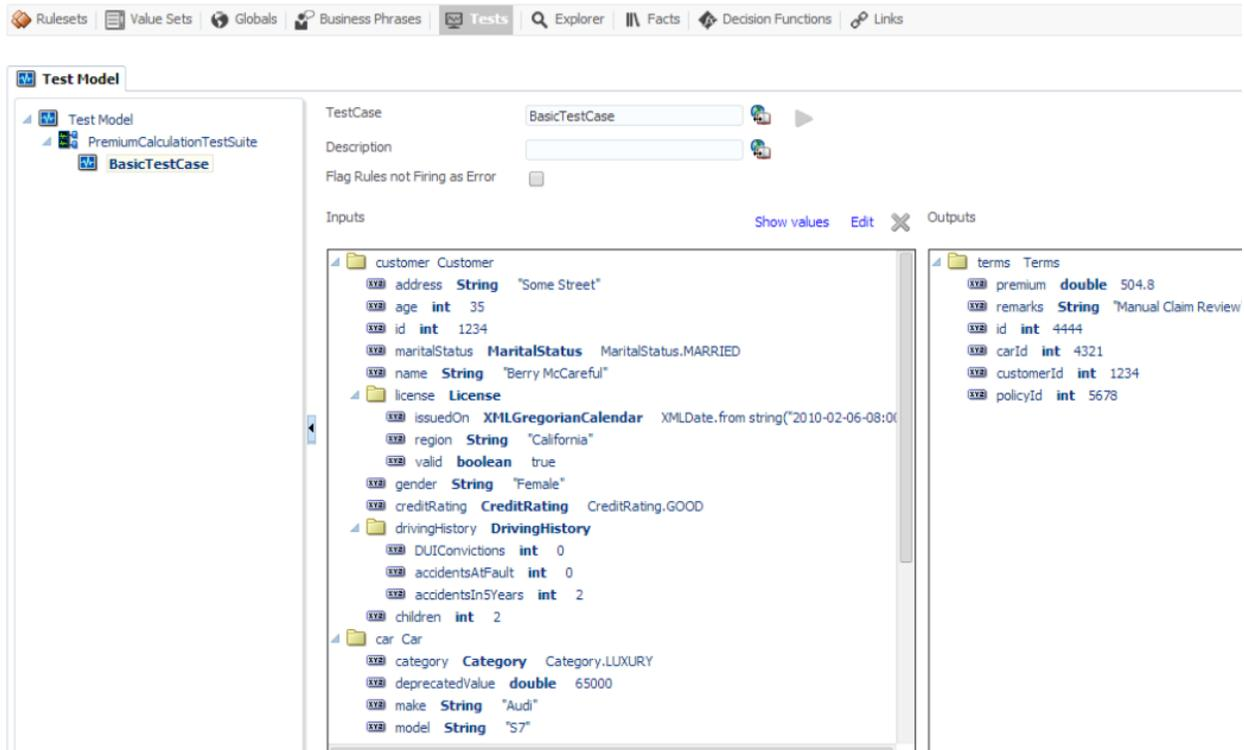 Rulesets Value Sets Globals Business Phrases Tests Explorer Facts Decision Functions Links
Test Model
Test Model
PremiumCalculationTestSuite
BasicTestCase
TestCase BasicTestCase
Description
Flag Rules not Firing as Error
Inputs Show values Edit
customer Customer
address String "Some Street"
age int 35
id int 1234
maritalStatus MaritalStatus MaritalStatus.MARRIED
name String "Berry McCareful"
license License
issuedOn XMLGregorianCalendar XMLDate.from string("2010-02-06-08:00
region String "California"
valid boolean true
gender String "Female"
creditRating CreditRating CreditRating.GOOD
drivingHistory DrivingHistory
DUIConvictions int 0
accidentsAtFault int 0
accidentsIn5Years int 2
children int 2
car Car
category Category Category.LUXURY
deprecatedValue double 65000
make String "Audi"
model String "S7"
Outputs
terms Terms
premium double 504.8
remarks String "Manual Claim Review"
id int 4444
carId int 4321
customerId int 1234
policyId int 5678